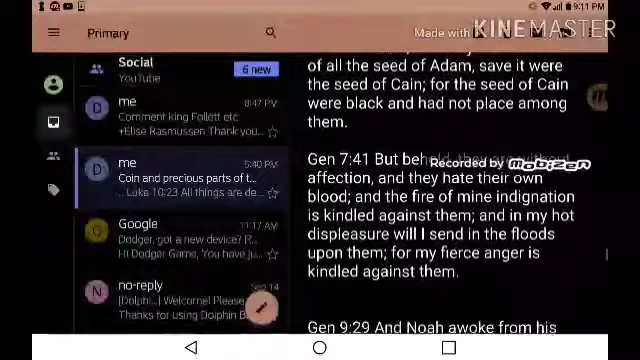 9:11 PM
Primary
Made with
KINEMASTER
Social
YouTube
6 new
D
me
8:47 PM
Comment king Follett etc
+Elise Rasmussen Thank you...
D
me
5:40 PM
Coin and precious parts of t...
... Luke 10:23 All things are de...
G
Google
11:17 AM
Dodger, got a new device? R...
Hi Dodger Game, You have ju...
N
no-reply
Sep 14
[Dolphi...] Welcome! Please
Thanks for using Dolphin B
of all the seed of Adam, save it were
the seed of Cain; for the seed of Cain
were black and had not place among
them.
Gen 7:41 But behold, they are without
Recorded by Mobizen
affection, and they hate their own
blood; and the fire of mine indignation
is kindled against them; and in my hot
displeasure will I send in the floods
upon them; for my fierce anger is
kindled against them.
Gen 9:29 And Noah awoke from his